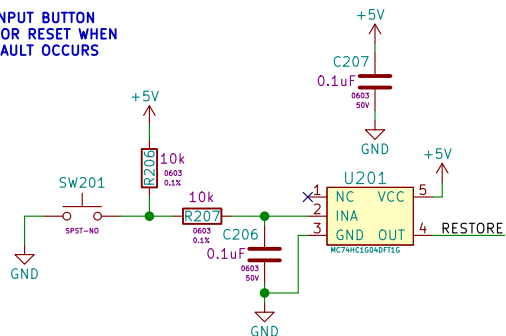 NPUT BUTTON
OR RESET WHEN
AULT OCCURS
+5V
C207
0.1uF
0603
50V
GND
+5V
R206
10k
0603
0.1%
SW201
SPST-NO
GND
10k
R207
0603
0.1%
C206
0.1uF
0603
50V
GND
U201
+5V
1 NC VCC 5
2 INA
3 GND OUT 4
MC74HC1G04DFT1G
RESTORE